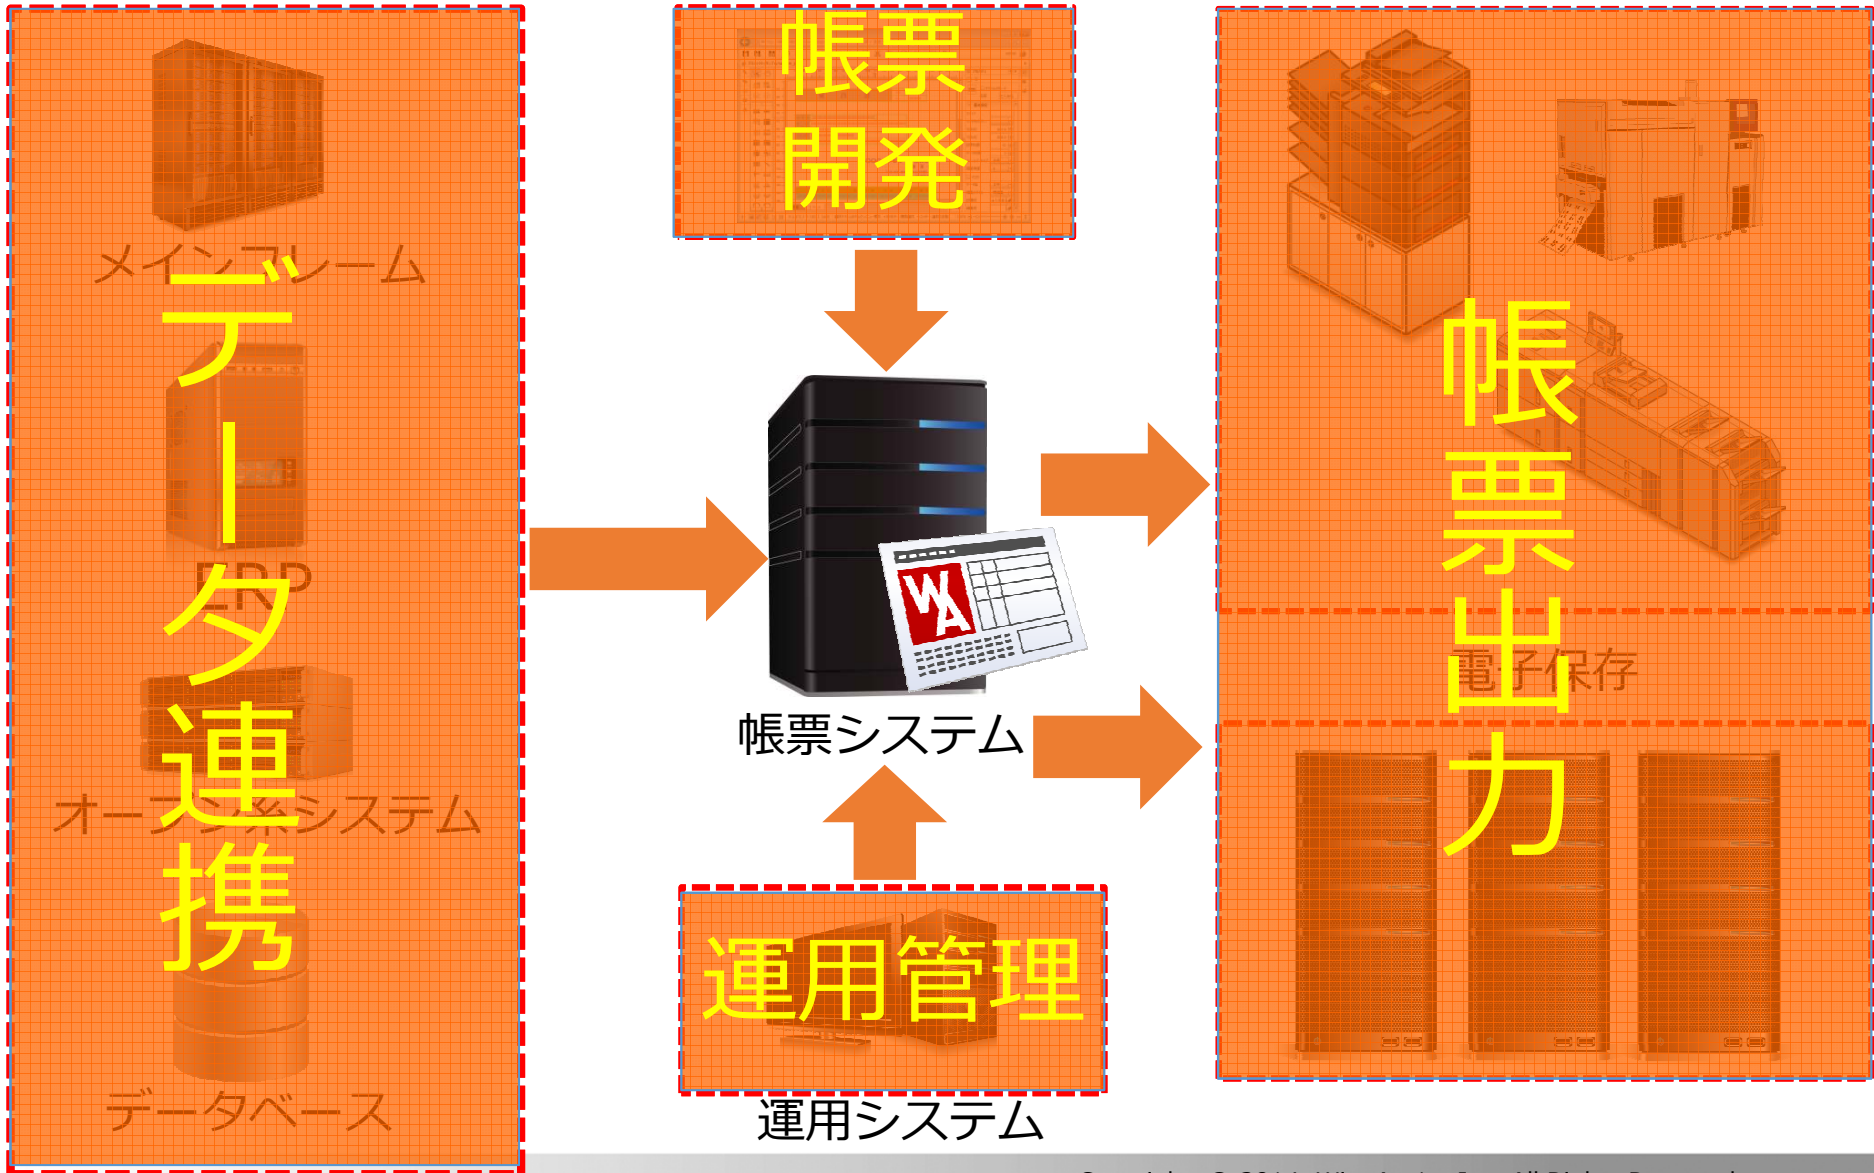 データ連携
メインフレーム
ERP
オープン系システム
データベース
帳票
開発
WA
帳票システム
運用管理
運用システム
帳票出力
電子保存